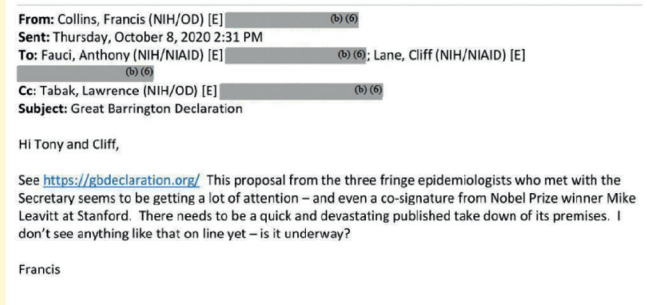 From: Collins, Francis (NIH/OD) [E] (b) (6)
Sent: Thursday, October 8, 2020 2:31 PM
To: Fauci, Anthony (NIH/NIAID) [E] (b) (6); Lane, Cliff (NIH/NIAID) [E]
(b) (6)
Cc: Tabak, Lawrence (NIH/OD) [E] (b) (6)
Subject: Great Barrington Declaration
Hi Tony and Cliff,
See https://gbdeclaration.org/ This proposal from the three fringe epidemiologists who met with the
Secretary seems to be getting a lot of attention – and even a co-signature from Nobel Prize winner Mike
Leavitt at Stanford. There needs to be a quick and devastating published take down of its premises. I
don't see anything like that on line yet – is it underway?
Francis